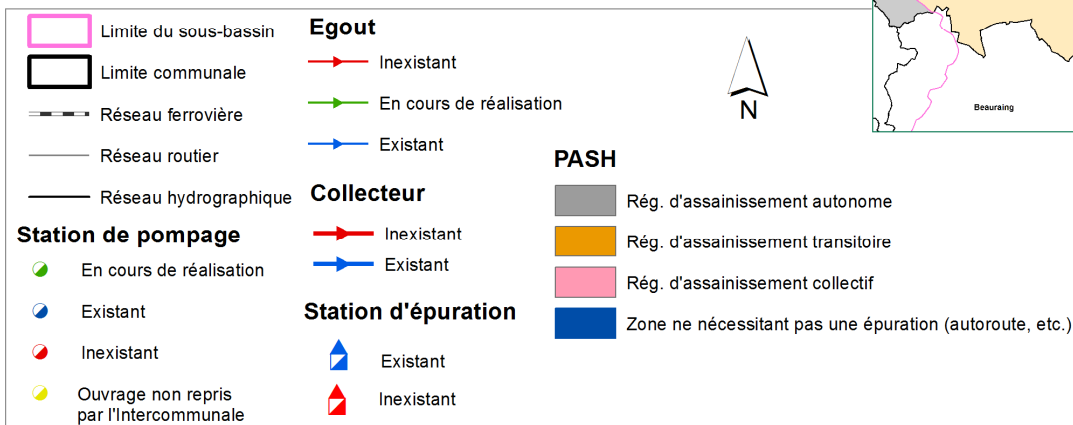 Limite du sous-bassin
Limite communale
Réseau ferrovière
Réseau routier
Réseau hydrographique
Station de pompage
En cours de réalisation
Existant
Inexistant
Ouvrage non repris
par l'Intercommunale
Egout
Inexistant
En cours de réalisation
Existant
Collecteur
Inexistant
Existant
Station d'épuration
Existant
Inexistant
N
PASH
Rég. d'assainissement autonome
Rég. d'assainissement transitoire
Rég. d'assainissement collectif
Zone ne nécessitant pas une épuration (autoroute, etc.)
Beauraing